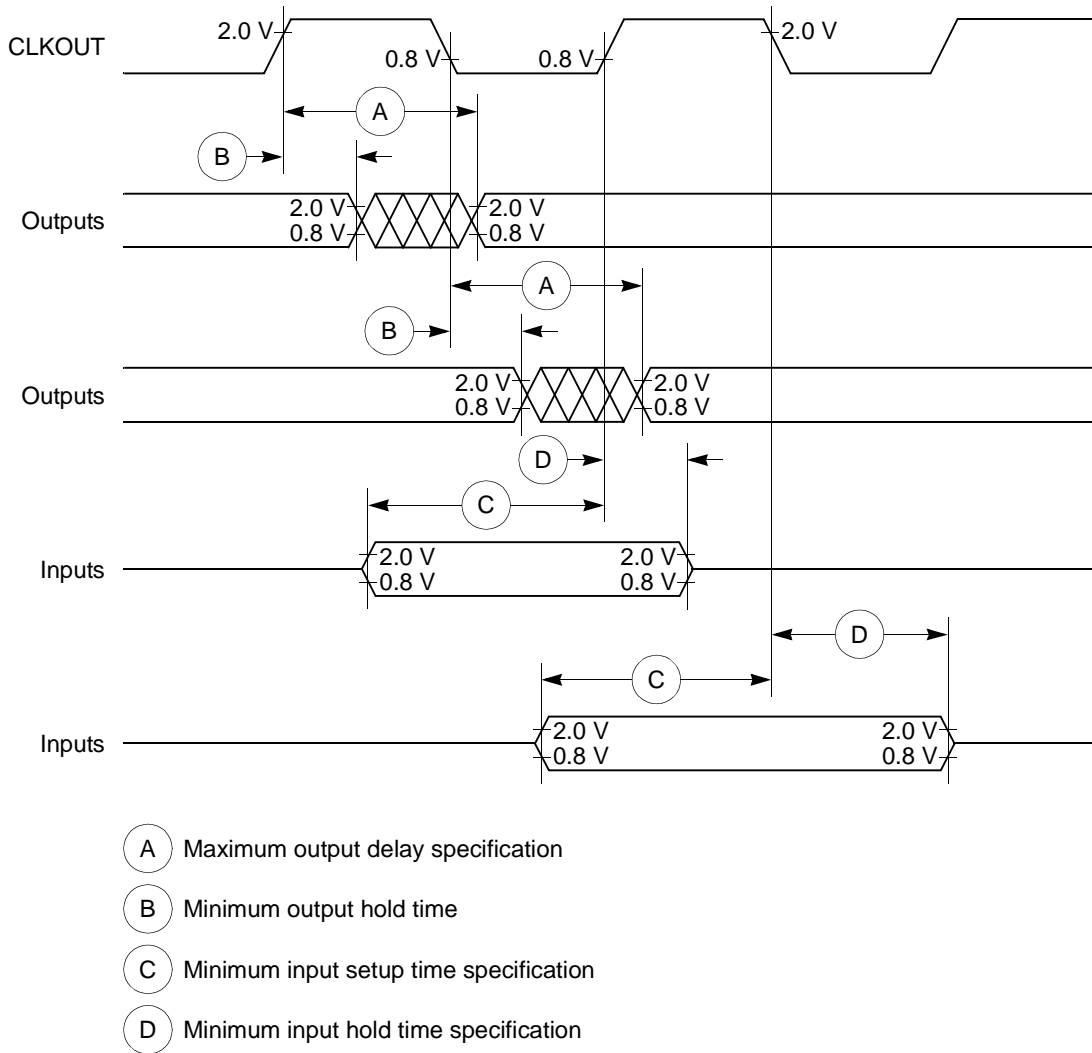 CLKOUT
2.0 V
0.8 V
0.8 V
2.0 V
A
B
Outputs
2.0 V
0.8 V
2.0 V
0.8 V
A
B
Outputs
2.0 V
0.8 V
2.0 V
0.8 V
D
C
Inputs
2.0 V
0.8 V
2.0 V
0.8 V
D
C
Inputs
2.0 V
0.8 V
2.0 V
0.8 V
A Maximum output delay specification
B Minimum output hold time
C Minimum input setup time specification
D Minimum input hold time specification